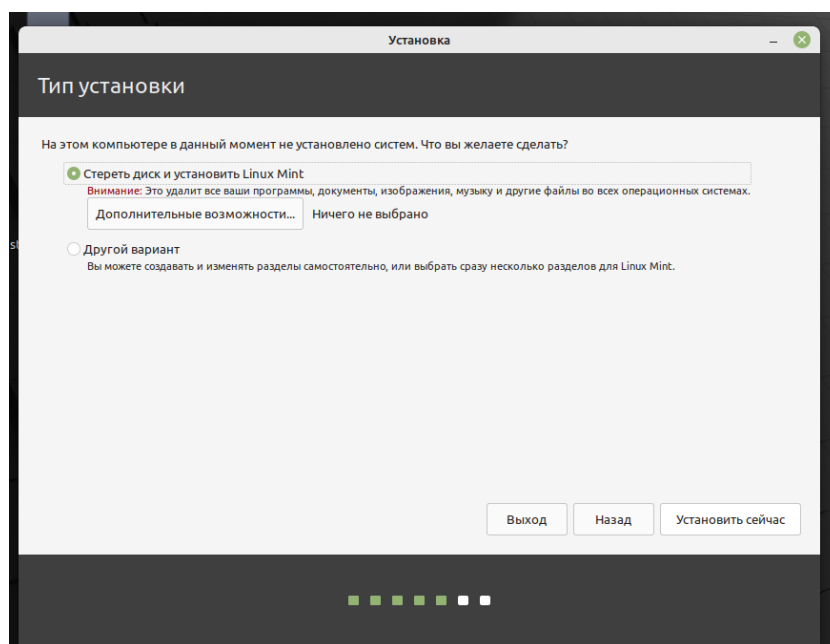 Установка
Тип установки
На этом компьютере в данный момент не установлено систем. Что вы желаете сделать?
Стереть диск и установить Linux Mint
Внимание: Это удалит все ваши программы, документы, изображения, музыку и другие файлы во всех операционных системах.
Дополнительные возможности... Ничего не выбрано
Другой вариант
Вы можете создавать и изменять разделы самостоятельно, или выбрать сразу несколько разделов для Linux Mint.
Выход Назад Установить сейчас